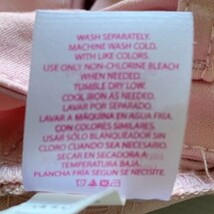 WASH SEPARATELY.
MACHINE WASH COLD,
WITH LIKE COLORS.
USE ONLY NON-CHLORINE BLEACH
WHEN NEEDED.
TUMBLE DRY LOW.
COOL IRON AS NEEDED.
LAVAR POR SEPARADO.
LAVAR A MÁQUINA EN AGUA FRÍA
CON COLORES SIMILARES.
USAR SÓLO BLANQUEADOR SIN
CLORO CUANDO SEA NECESARIO.
SECAR EN SECADORA A
TEMPERATURA BAJA.
PLANCHA FRÍA SEGÚN SE NECESITE.